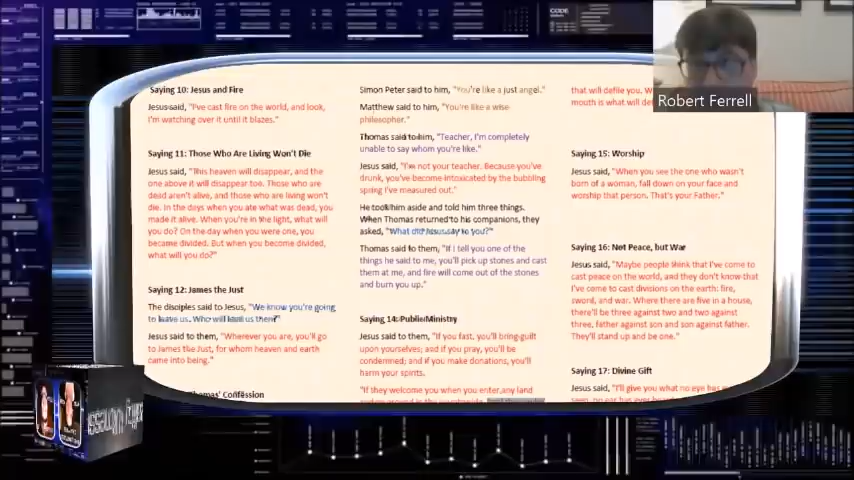 Saying 10: Jesus and Fire
Jesus said, "I've cast fire on the world, and look,
I'm watching over it until it blazes."
Saying 11: Those Who Are Living Won't Die
Jesus said, "This heaven will disappear, and the
one above it will disappear too. Those who are
dead aren't alive, and those who are living won't
die. In the days when you ate what was dead, you
made it alive. When you're in the light, what will
you do? On the day when you were one, you
became divided. But when you become divided,
what will you do?"
Saying 12: James the Just
The disciples said to Jesus, "We know you're going
to leave us. Who will lead us then?"
Jesus said to them, "Wherever you are, you'll go
to James the Just, for whom heaven and earth
came into being."
Thomas' Confession
Simon Peter said to him, "You're like a just angel."
Matthew said to him, "You're like a wise
philosopher."
Thomas said to him, "Teacher, I'm completely
unable to say whom you're like."
Jesus said, "I'm not your teacher. Because you've
drunk, you've become intoxicated by the bubbling
spring I've measured out."
He took him aside and told him three things.
When Thomas returned to his companions, they
asked, "What did Jesus say to you?"
Thomas said to them, "If I tell you one of the
things he said to me, you'll pick up stones and cast
them at me, and fire will come out of the stones
and burn you up."
Saying 14: Public Ministry
Jesus said to them, "If you fast, you'll bring guilt
upon yourselves; and if you pray, you'll be
condemned; and if you make donations, you'll
harm your spirits.
"If they welcome you when you enter any land
that will defile you.
mouth is what will
Saying 15: Worship
Jesus said, "When you see the one who wasn't
born of a woman, fall down on your face and
worship that person. That's your Father."
Saying 16: Not Peace, but War
Jesus said, "Maybe people think that I've come to
cast peace on the world, and they don't know that
I've come to cast divisions on the earth: fire,
sword, and war. Where there are five in a house,
there'll be three against two and two against
three, father against son and son against father.
They'll stand up and be one."
Saying 17: Divine Gift
Jesus said, "I'll give you what no eye has
Robert Ferrell
CODE